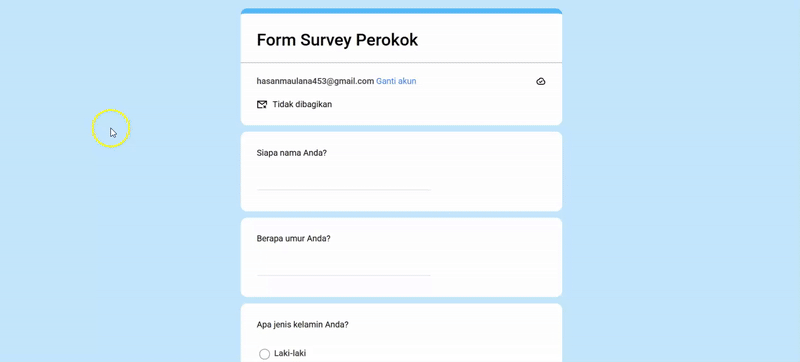 Form Survey Perokok
hasanmaulana453@gmail.com Ganti akun
Tidak dibagikan
Siapa nama Anda?
Berapa umur Anda?
Apa jenis kelamin Anda?
Laki-laki